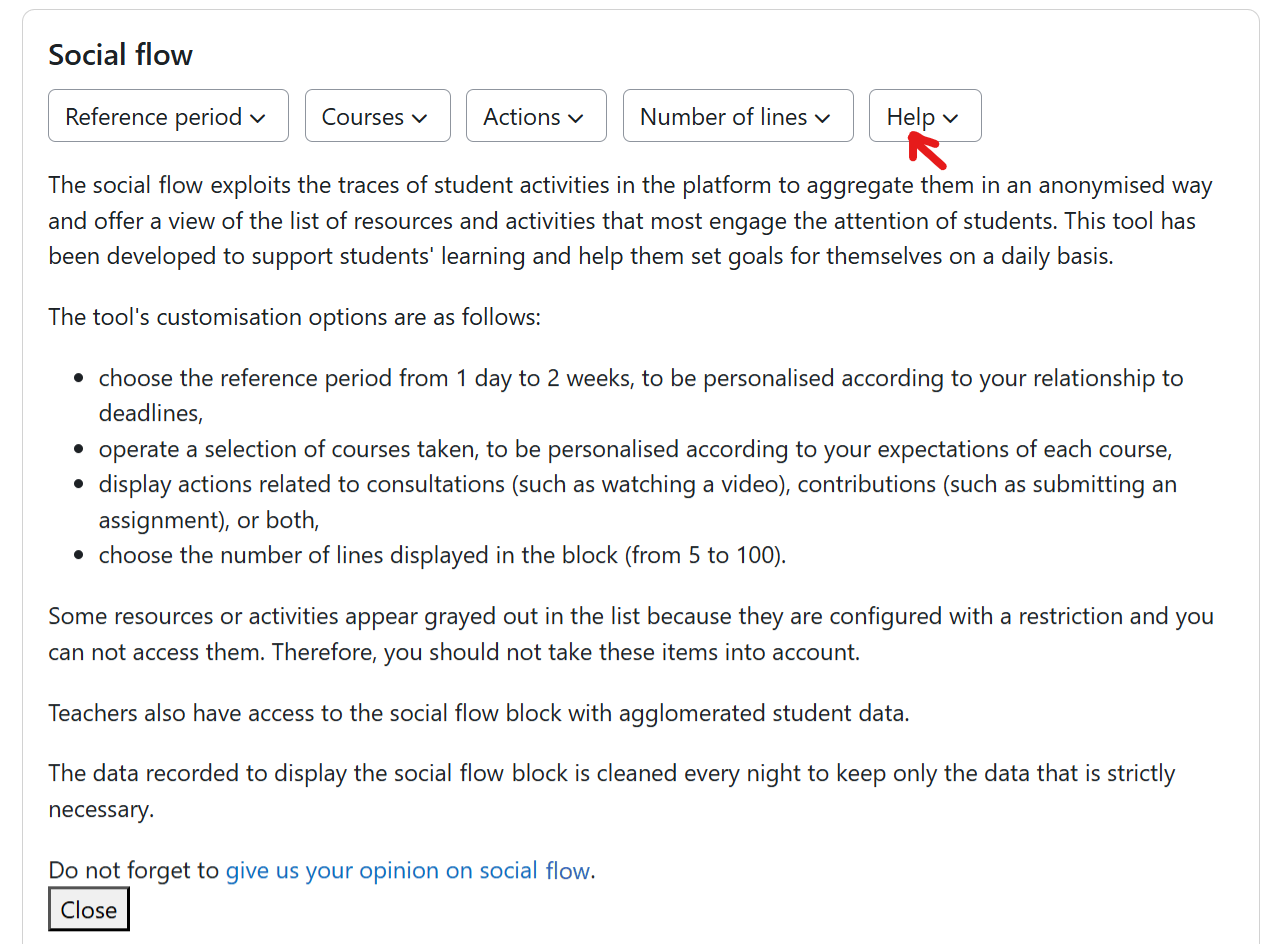 Social flow
Reference period
Courses
Actions
Number of lines
Help
The social flow exploits the traces of student activities in the platform to aggregate them in an anonymised way
and offer a view of the list of resources and activities that most engage the attention of students. This tool has
been developed to support students' learning and help them set goals for themselves on a daily basis.
The tool's customisation options are as follows:
choose the reference period from 1 day to 2 weeks, to be personalised according to your relationship to
deadlines,
operate a selection of courses taken, to be personalised according to your expectations of each course,
display actions related to consultations (such as watching a video), contributions (such as submitting an
assignment), or both,
choose the number of lines displayed in the block (from 5 to 100).
Some resources or activities appear grayed out in the list because they are configured with a restriction and you
can not access them. Therefore, you should not take these items into account.
Teachers also have access to the social flow block with agglomerated student data.
The data recorded to display the social flow block is cleaned every night to keep only the data that is strictly
necessary.
Do not forget to give us your opinion on social flow.
Close